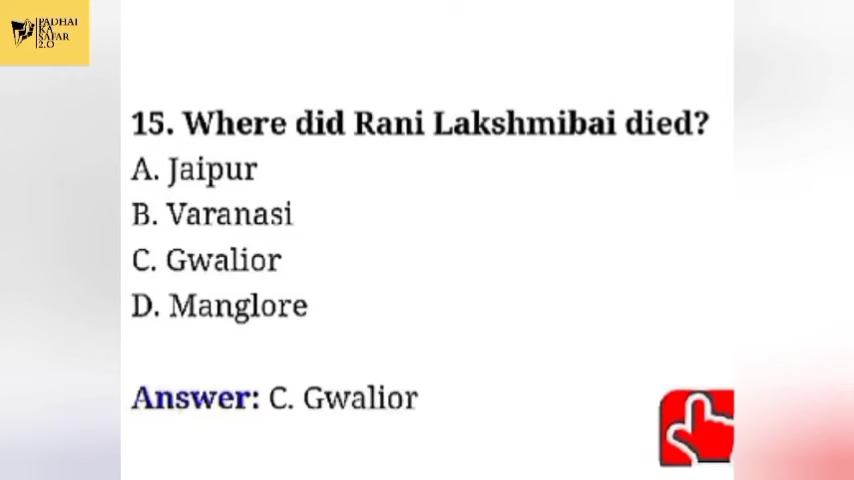 PADHAI
KA
SAFAR
2.O
15. Where did Rani Lakshmibai died?
A. Jaipur
B. Varanasi
C. Gwalior
D. Manglore
Answer: C. Gwalior